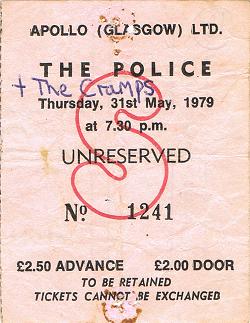 APOLLO (GLASGOW) LTD.
THE POLICE
+ The Cramps
Thursday, 31st May, 1979
at 7.30 p.m.
UNRESERVED
S
Nº 1241
£2.50 ADVANCE £2.00 DOOR
TO BE RETAINED
TICKETS CANNOT BE EXCHANGED